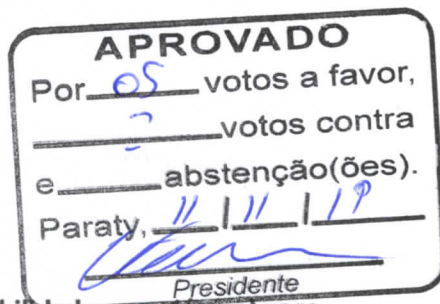 APROVADO
Por 05 votos a favor,
votos contra
e abstenção(ões).
Paraty, 11 / 11 / 19
Presidente